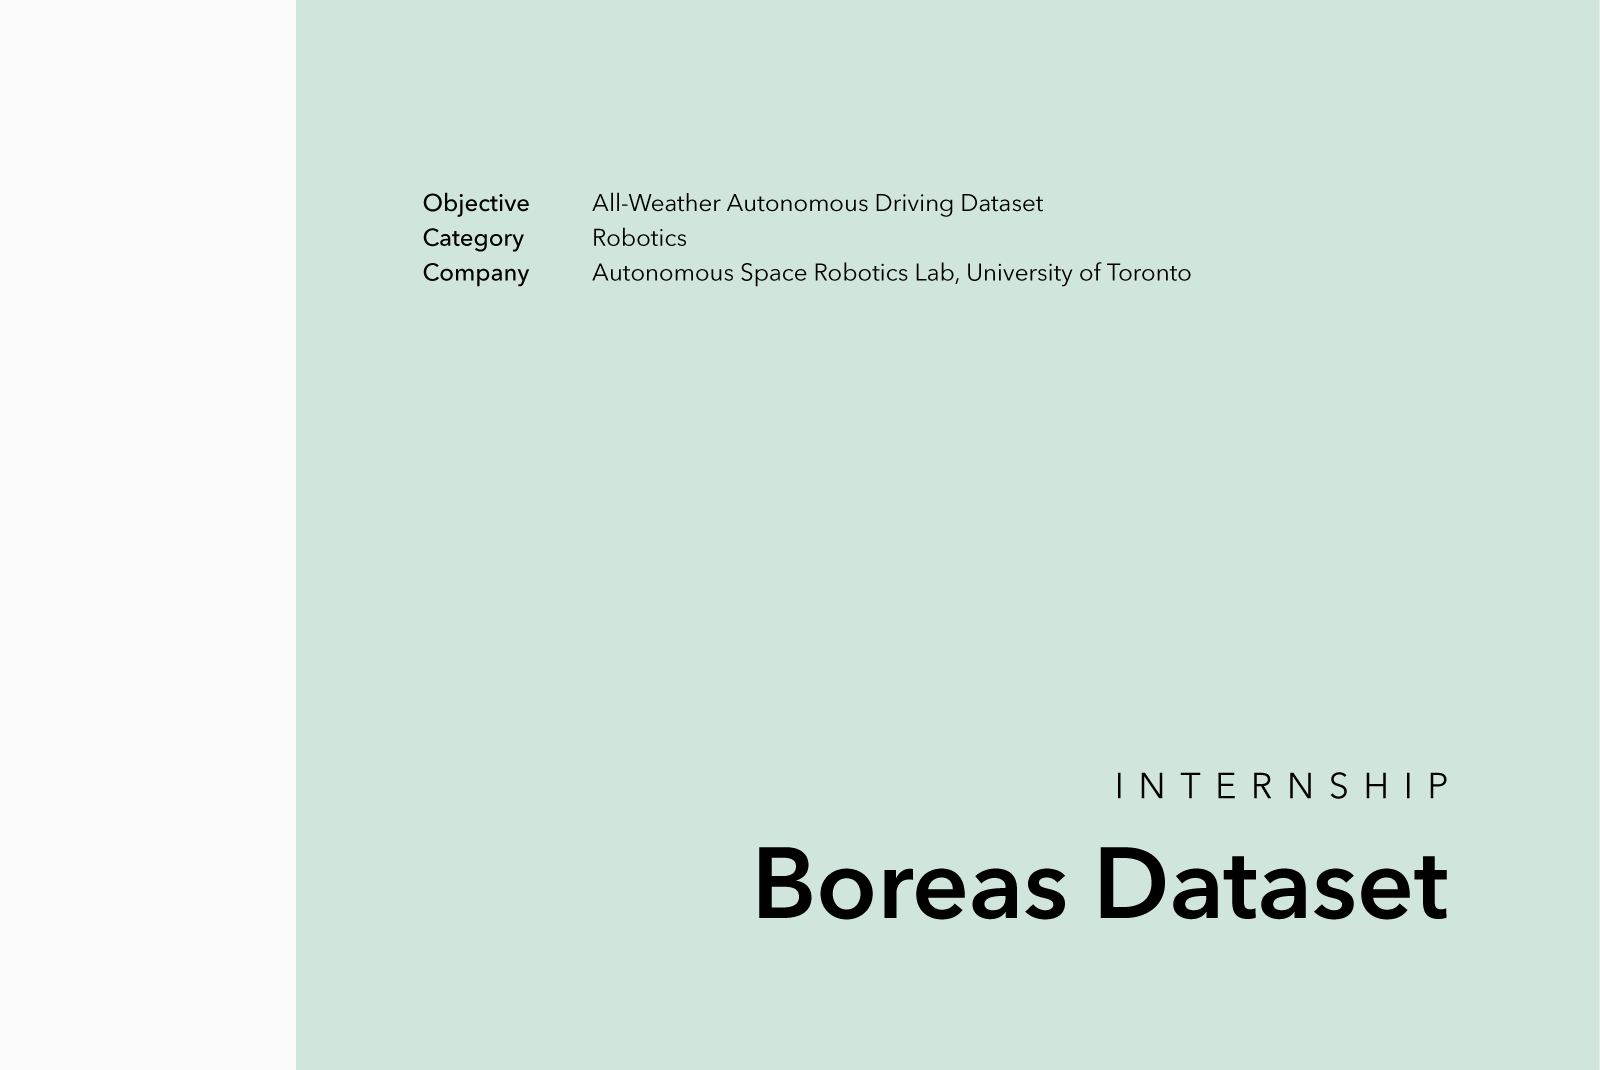 Objective All-Weather Autonomous Driving Dataset
Category Robotics
Company Autonomous Space Robotics Lab, University of Toronto
INTERNSHIP
Boreas Dataset